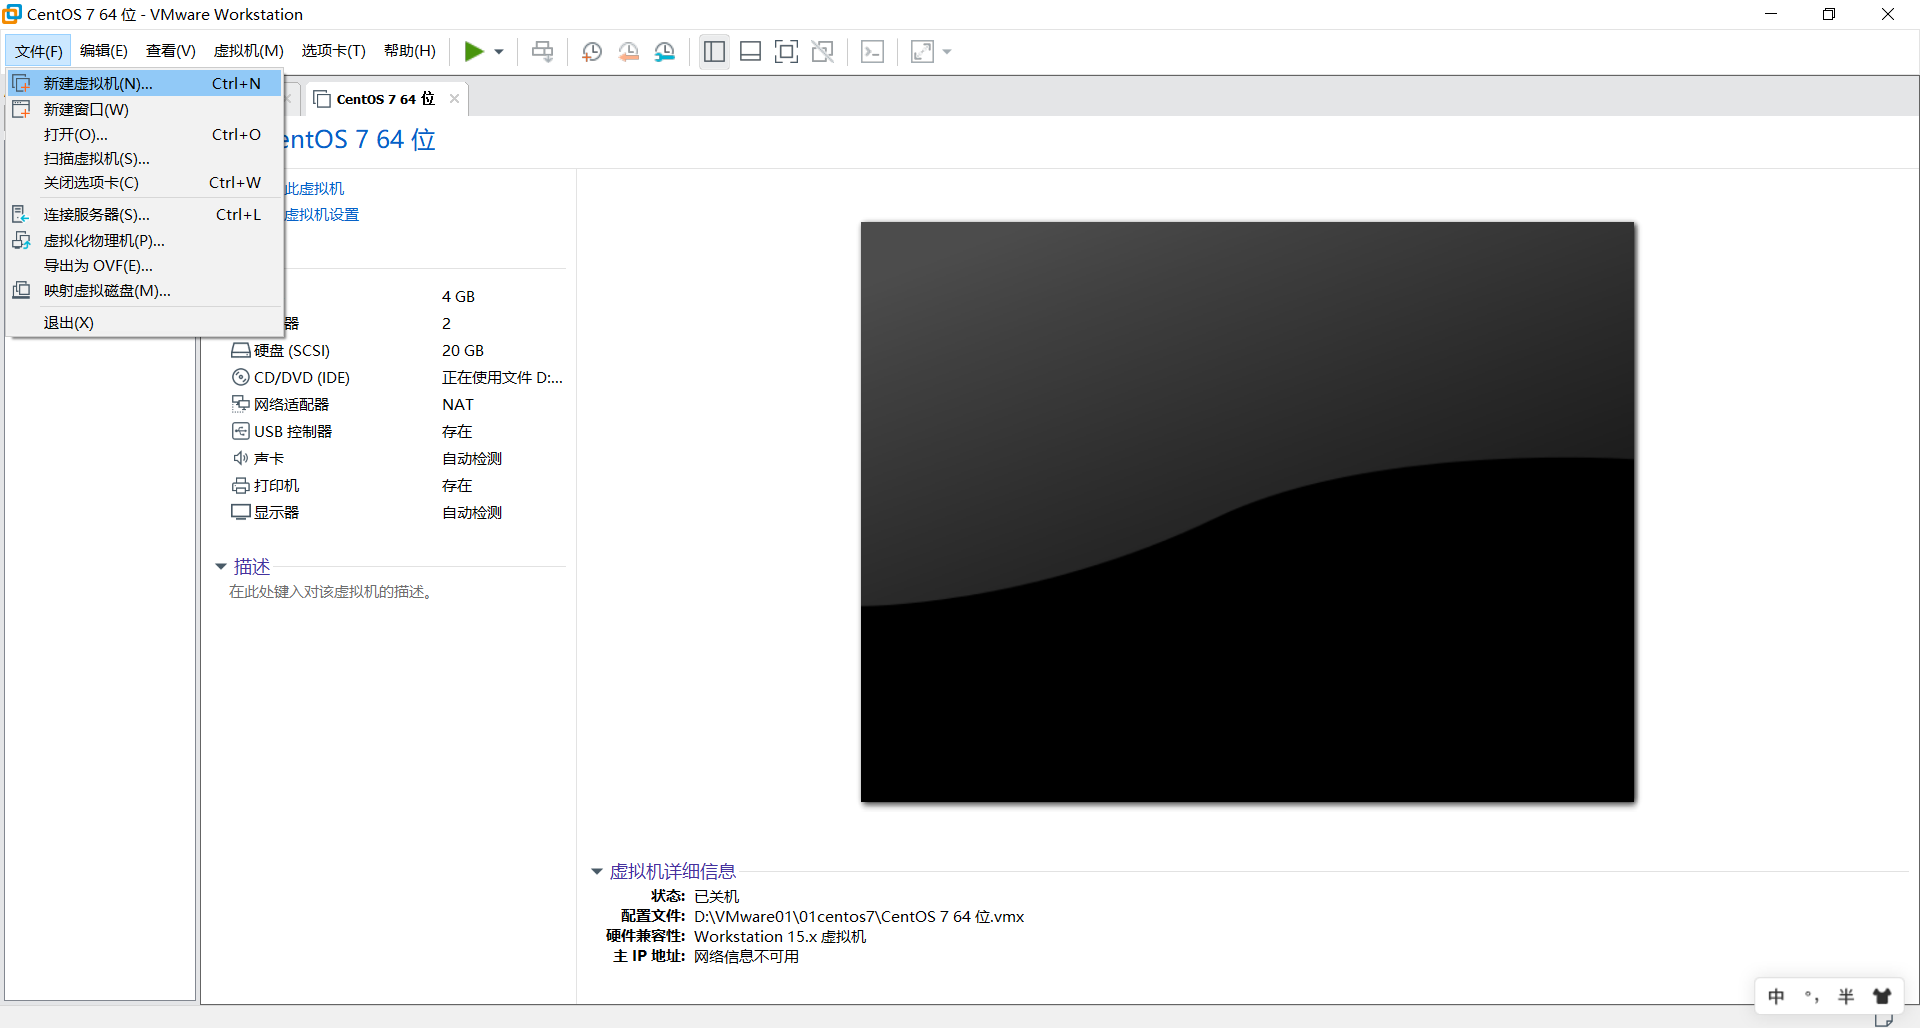 CentOS 7 64 位 - VMware Workstation
文件(F) 编辑(E) 查看(V) 虚拟机(M) 选项卡(T) 帮助(H)
新建虚拟机(N)... Ctrl+N
新建窗口(W)
打开(O)... Ctrl+O
扫描虚拟机(S)...
关闭选项卡(C) Ctrl+W
连接服务器(S)... Ctrl+L
虚拟化物理机(P)...
导出为 OVF(E)...
映射虚拟磁盘(M)...
退出(X)
CentOS 7 64 位
entOS 7 64 位
此虚拟机
虚拟机设置
4 GB
器 2
硬盘 (SCSI) 20 GB
CD/DVD (IDE) 正在使用文件 D:...
网络适配器 NAT
USB 控制器 存在
声卡 自动检测
打印机 存在
显示器 自动检测
描述
在此处键入对该虚拟机的描述。
虚拟机详细信息
状态: 已关机
配置文件: D:\VMware01\01centos7\CentOS 7 64 位.vmx
硬件兼容性: Workstation 15.x 虚拟机
主 IP 地址: 网络信息不可用
中 °, 半